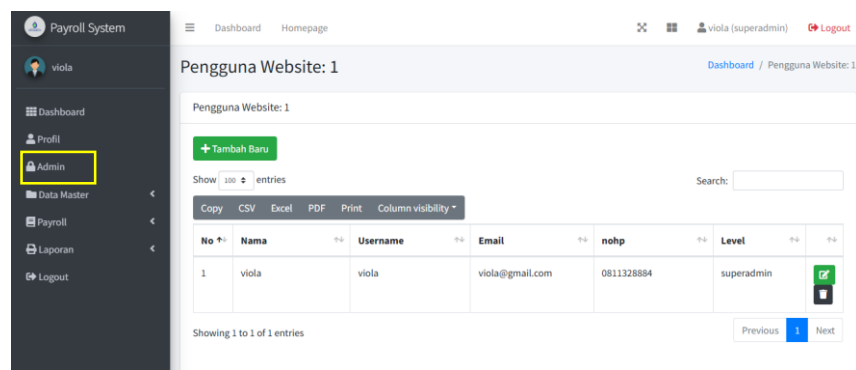 Payroll System
Dashboard Homepage viola (superadmin) Logout
viola
Pengguna Website: 1
Dashboard / Pengguna Website: 1
Dashboard
Profil
Admin
Data Master
Payroll
Laporan
Logout
Pengguna Website: 1
Tambah Baru
Show 100 entries Search:
Copy CSV Excel PDF Print Column visibility
No Nama Username Email nohp Level
1 viola viola viola@gmail.com 0811328884 superadmin
Showing 1 to 1 of 1 entries
Previous 1 Next